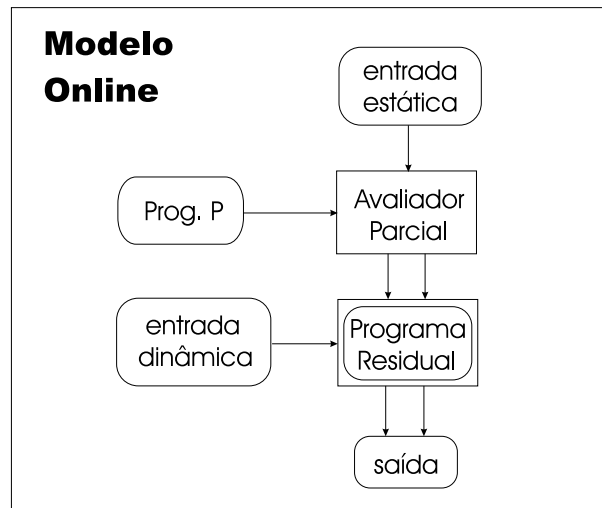 Modelo
Online
entrada
estática
Prog. P
Avaliador
Parcial
entrada
dinâmica
Programa
Residual
saída